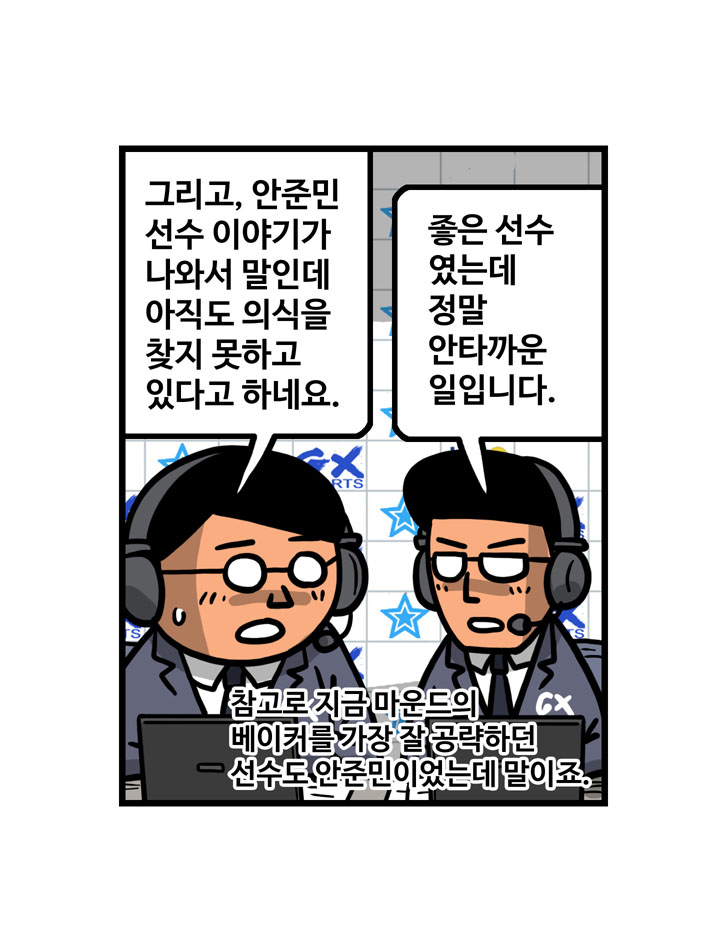 그리고, 안준민
선수 이야기가
나와서 말인데
아직도 의식을
찾지 못하고
있다고 하네요.
좋은 선수
였는데
정말
안타까운
일입니다.
GX
RTS
TS
GX
참고로 지금 마운드의
베이커를 가장 잘 공략하던
선수도 안준민이었는데 말이죠.